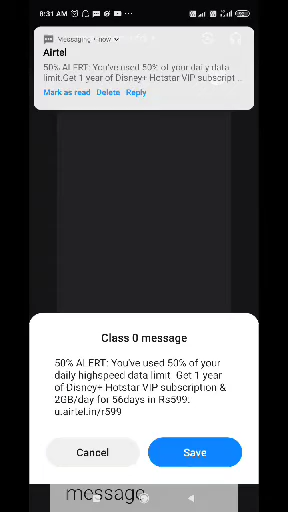 8:31 AM
Messaging • now
Airtel
50% ALERT: You've used 50% of your daily data
limit.Get 1 year of Disney+ Hotstar VIP subscript...
Mark as read Delete Reply
Class 0 message
50% ALERT: You've used 50% of your
daily highspeed data limit. Get 1 year
of Disney+ Hotstar VIP subscription &
2GB/day for 56days in Rs599.
u.airtel.in/r599
Cancel Save
message